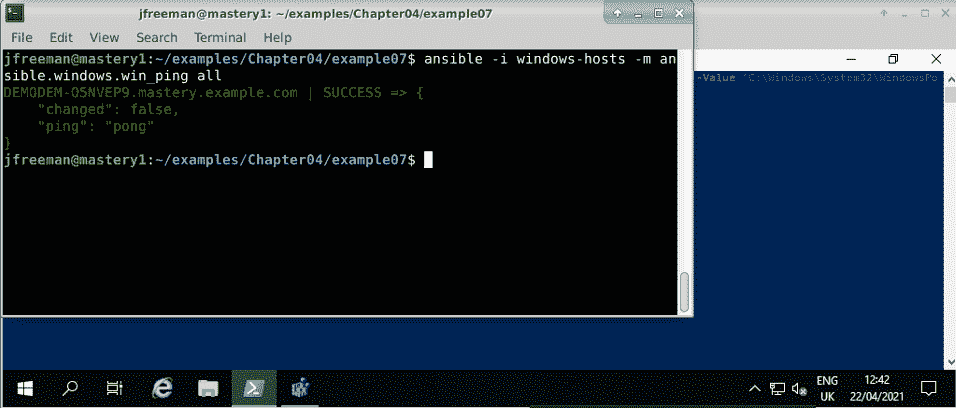 jfreeman@mastery1: ~/examples/Chapter04/example07
File Edit View Search Terminal Help
jfreeman@mastery1:~/examples/Chapter04/example07$ ansible -i windows-hosts -m an
sible.windows.win_ping all
DEMODEM-O5NVEP9.mastery.example.com | SUCCESS => {
    "changed": false,
    "ping": "pong"
}
jfreeman@mastery1:~/examples/Chapter04/example07$
-Value 'C:\Windows\System32\WindowsPo
ENG
UK
12:42
22/04/2021